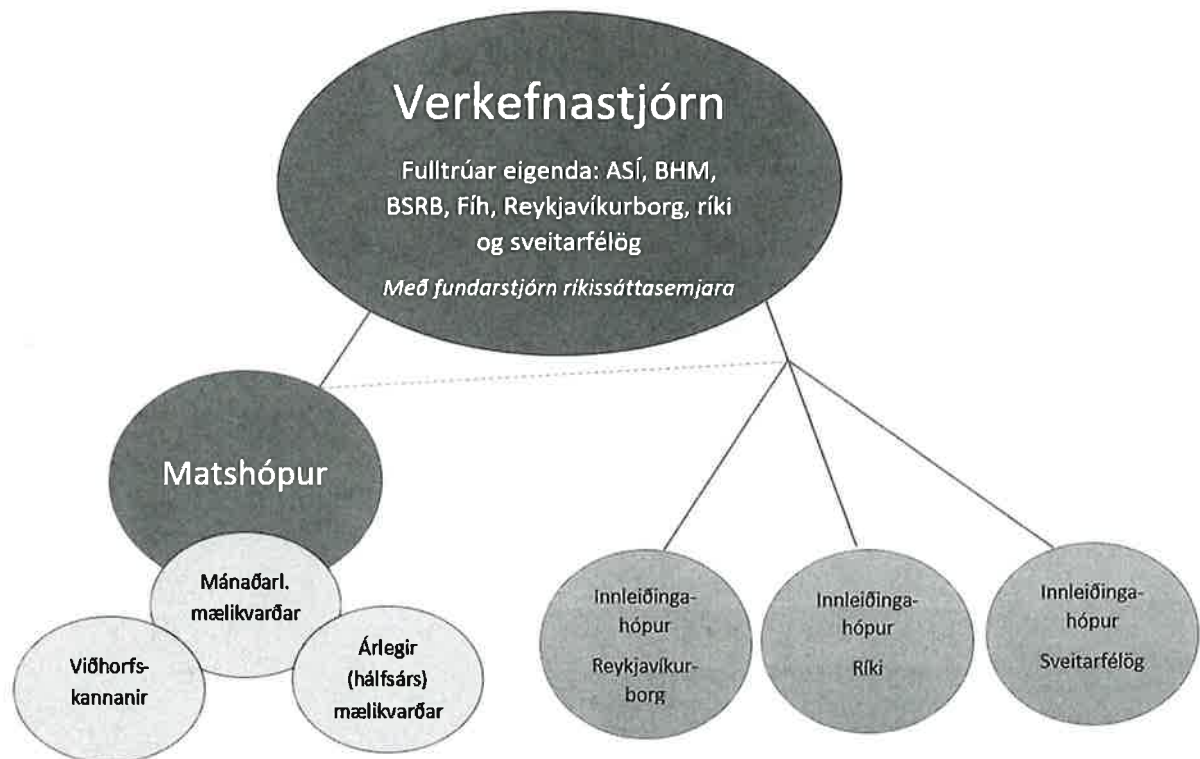 Verkefnastjórn
Fulltrúar eigenda: ASÍ, BHM,
BSRB, Fíh, Reykjavíkurborg, ríki
og sveitarfélög
Með fundarstjórn ríkissáttasemjara
Matshópur
Mánaðarl.
mælikvarðar
Viðhorfs-
kannanir
Árlegir
(hálfsárs)
mælikvarðar
Innleiðinga-
hópur
Reykjavíkur-
borg
Innleiðinga-
hópur
Ríki
Innleiðinga-
hópur
Sveitarfélög